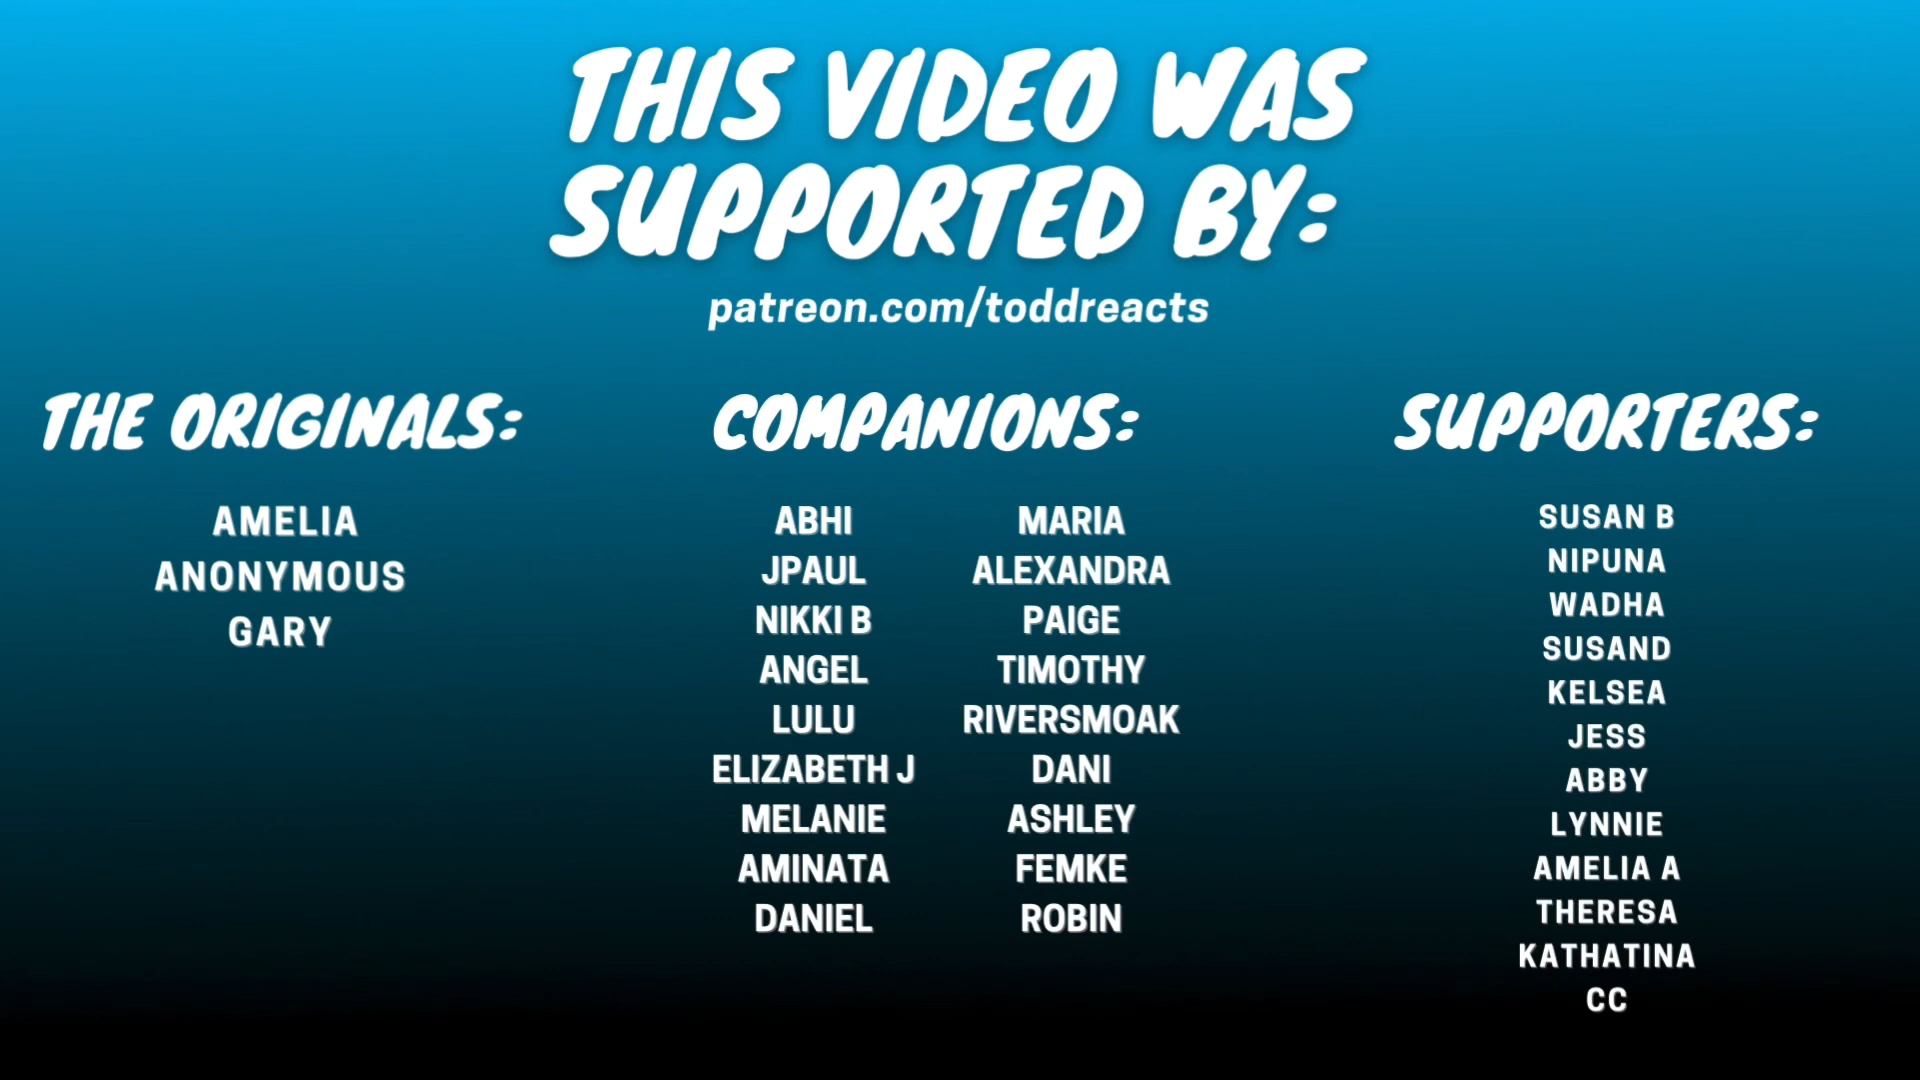 THIS VIDEO WAS
SUPPORTED BY:
patreon.com/toddreacts
THE ORIGINALS:
AMELIA
ANONYMOUS
GARY
COMPANIONS:
ABHI
JPAUL
NIKKI B
ANGEL
LULU
ELIZABETH J
MELANIE
AMINATA
DANIEL
MARIA
ALEXANDRA
PAIGE
TIMOTHY
RIVERSMOAK
DANI
ASHLEY
FEMKE
ROBIN
SUPPORTERS:
SUSAN B
NIPUNA
WADHA
SUSAND
KELSEA
JESS
ABBY
LYNNIE
AMELIA A
THERESA
KATHATINA
CC